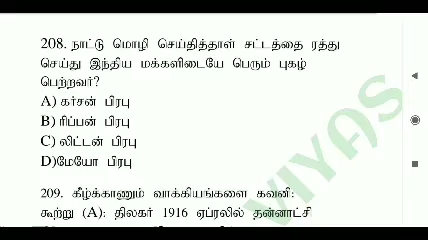 208. நாட்டு மொழி செய்தித்தாள் சட்டத்தை ரத்து
செய்து இந்திய மக்களிடையே பெரும் புகழ்
பெற்றவர்?
A) கர்சன் பிரபு
B) ரிப்பன் பிரபு
C) லிட்டன் பிரபு
D)மேயோ பிரபு
209. கீழ்க்காணும் வாக்கியங்களை கவனி:
கூற்று (A): திலகர் 1916 ஏப்ரலில் தன்னாட்சி
VIYAS